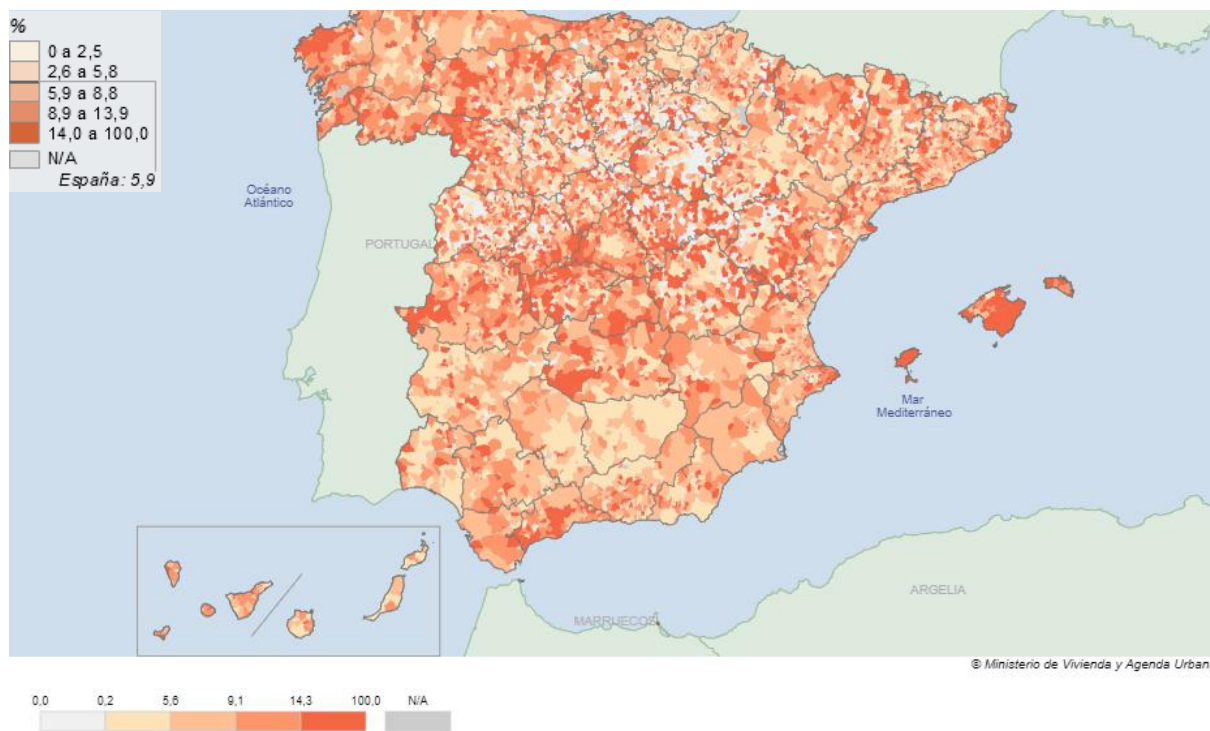 %
0 a 2,5
2,6 a 5,8
5,9 a 8,8
8,9 a 13,9
14,0 a 100,0
N/A
España: 5,9
Océano
Atlántico
PORTUGAL
Mar
Mediterráneo
ARGELIA
MARRUECOS
© Ministerio de Vivienda y Agenda Urban
0,0 0,2 5,6 9,1 14,3 100,0 N/A